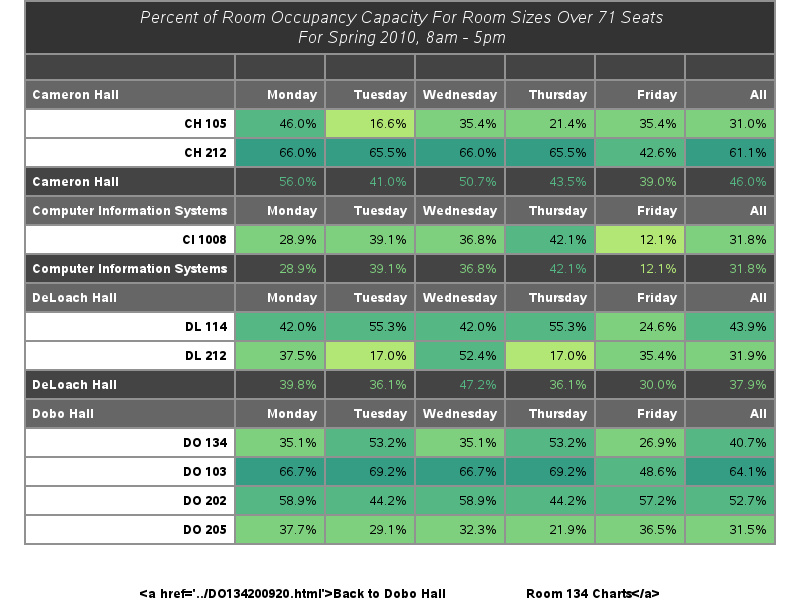 Percent of Room Occupancy Capacity For Room Sizes Over 71 Seats
For Spring 2010, 8am - 5pm
Cameron Hall Monday Tuesday Wednesday Thursday Friday All
CH 105 46.0% 16.6% 35.4% 21.4% 35.4% 31.0%
CH 212 66.0% 65.5% 66.0% 65.5% 42.6% 61.1%
Cameron Hall 56.0% 41.0% 50.7% 43.5% 39.0% 46.0%
Computer Information Systems Monday Tuesday Wednesday Thursday Friday All
CI 1008 28.9% 39.1% 36.8% 42.1% 12.1% 31.8%
Computer Information Systems 28.9% 39.1% 36.8% 42.1% 12.1% 31.8%
DeLoach Hall Monday Tuesday Wednesday Thursday Friday All
DL 114 42.0% 55.3% 42.0% 55.3% 24.6% 43.9%
DL 212 37.5% 17.0% 52.4% 17.0% 35.4% 31.9%
DeLoach Hall 39.8% 36.1% 47.2% 36.1% 30.0% 37.9%
Dobo Hall Monday Tuesday Wednesday Thursday Friday All
DO 134 35.1% 53.2% 35.1% 53.2% 26.9% 40.7%
DO 103 66.7% 69.2% 66.7% 69.2% 48.6% 64.1%
DO 202 58.9% 44.2% 58.9% 44.2% 57.2% 52.7%
DO 205 37.7% 29.1% 32.3% 21.9% 36.5% 31.5%
<a href='../DO134200920.html'>Back to Dobo Hall Room 134 Charts</a>